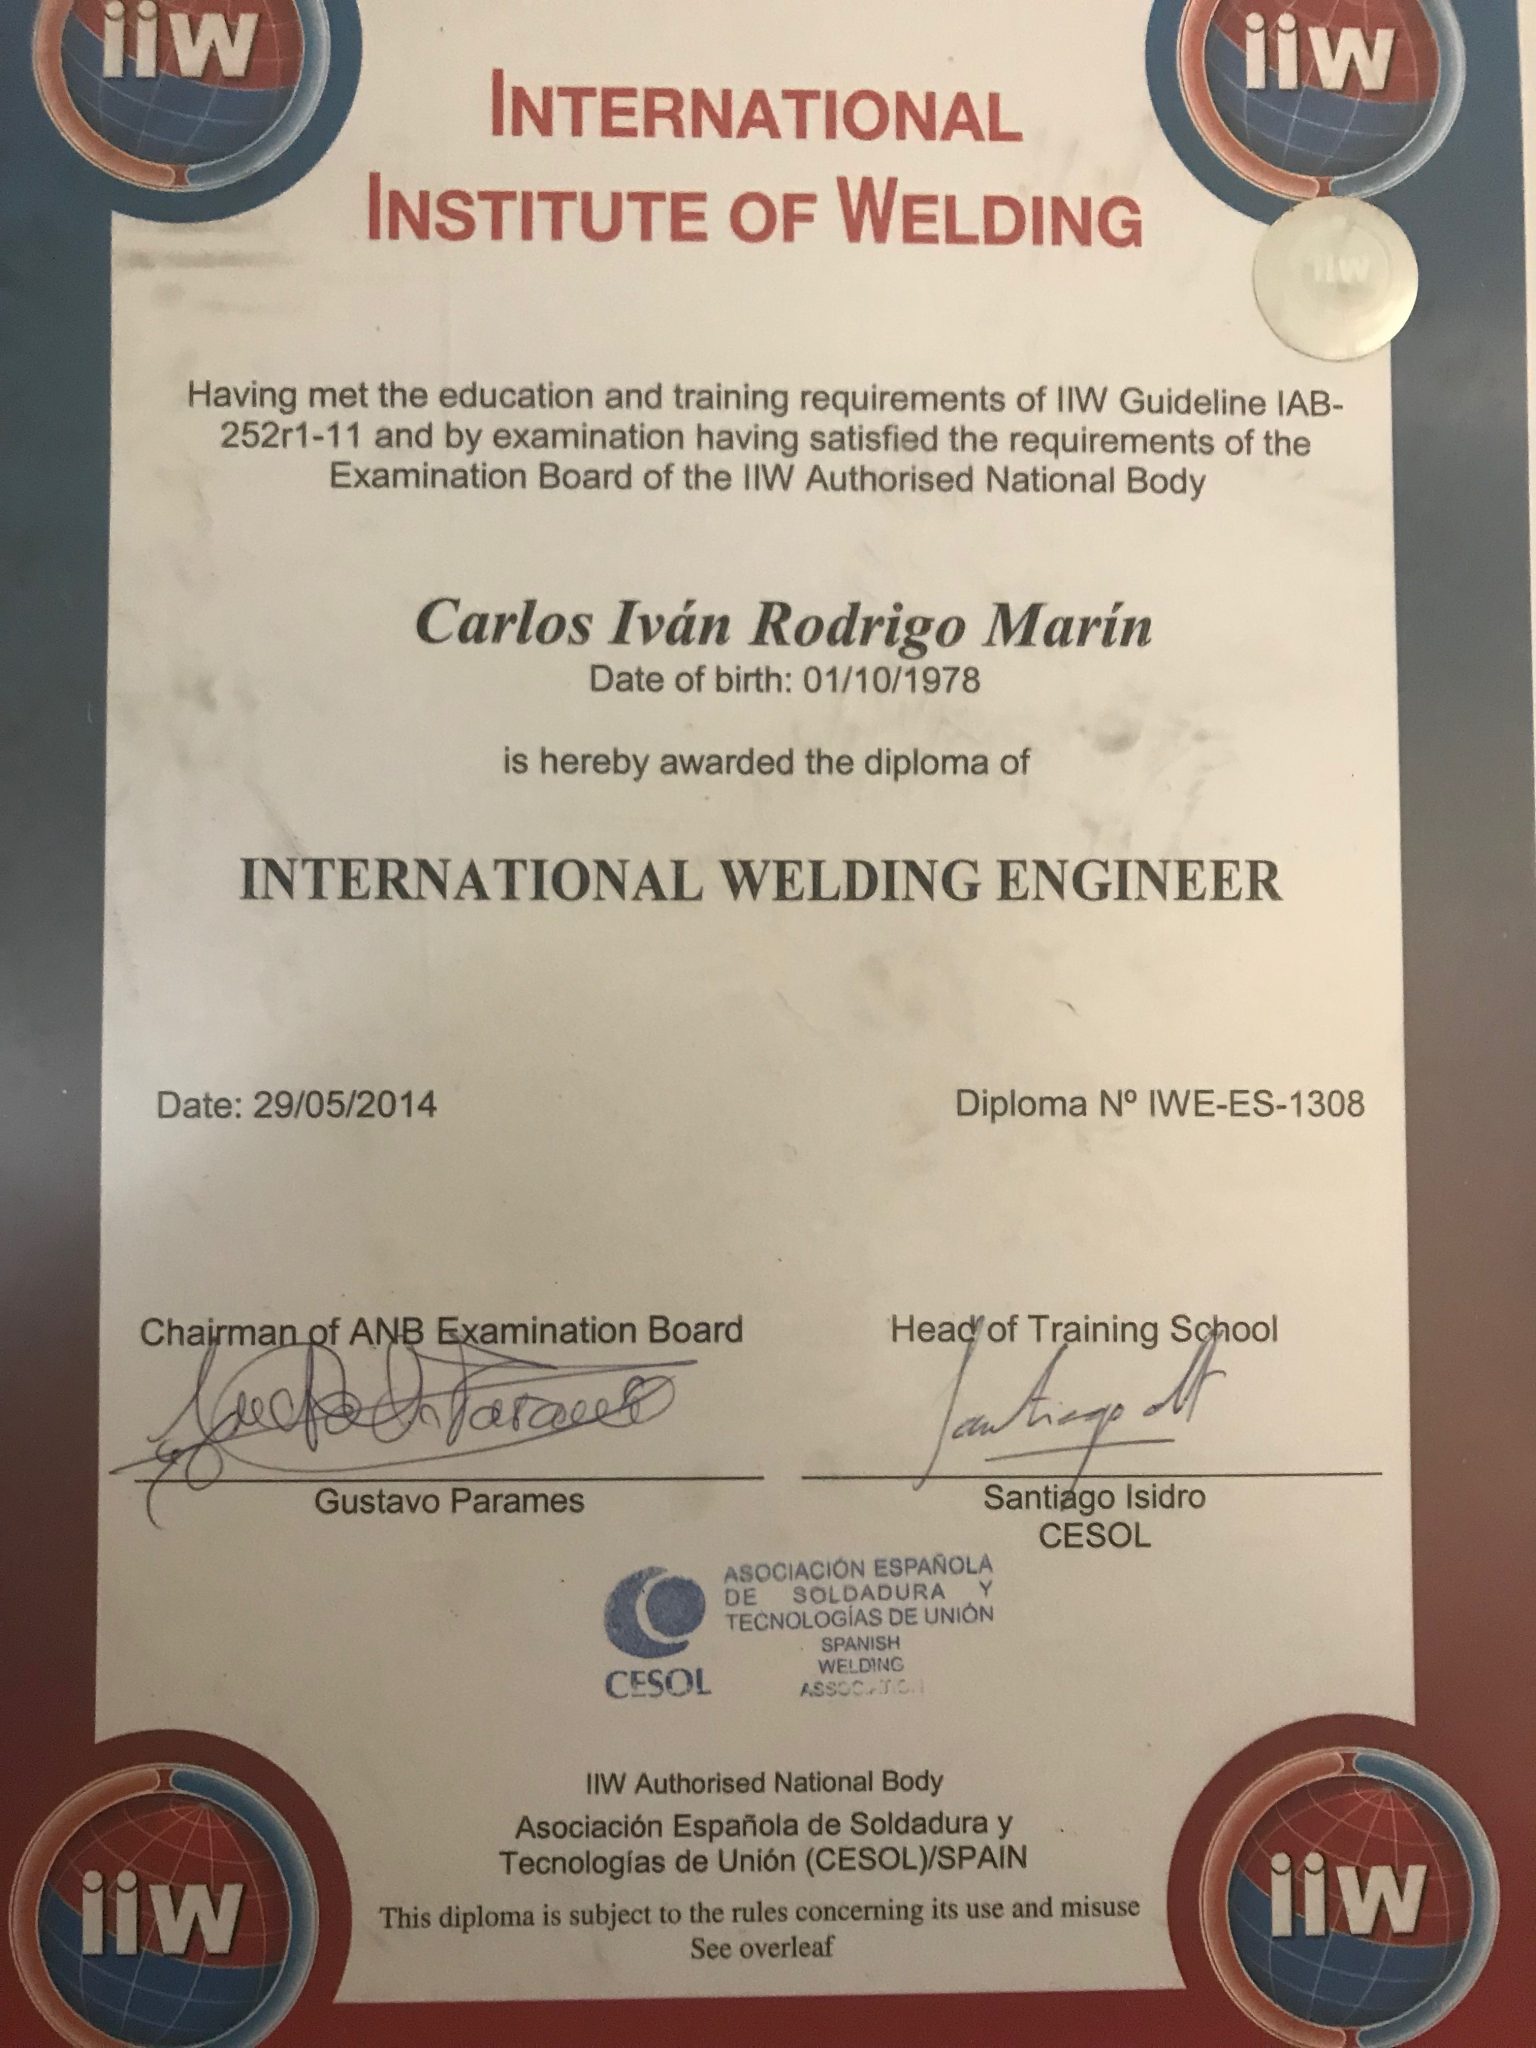 iiw
iiw
INTERNATIONAL
INSTITUTE OF WELDING
iiw
Having met the education and training requirements of IIW Guideline IAB-
252r1-11 and by examination having satisfied the requirements of the
Examination Board of the IIW Authorised National Body
Carlos Iván Rodrigo Marín
Date of birth: 01/10/1978
is hereby awarded the diploma of
INTERNATIONAL WELDING ENGINEER
Date: 29/05/2014
Diploma Nº IWE-ES-1308
Chairman of ANB Examination Board
Head of Training School
Gustavo Parames
Santiago Isidro
CESOL
ASOCIACIÓN ESPAÑOLA
DE SOLDADURA Y
TECNOLOGÍAS DE UNIÓN
SPANISH
WELDING
ASSOCIATION
CESOL
IIW Authorised National Body
Asociación Española de Soldadura y
Tecnologías de Unión (CESOL)/SPAIN
This diploma is subject to the rules concerning its use and misuse
See overleaf
iiw
iiw